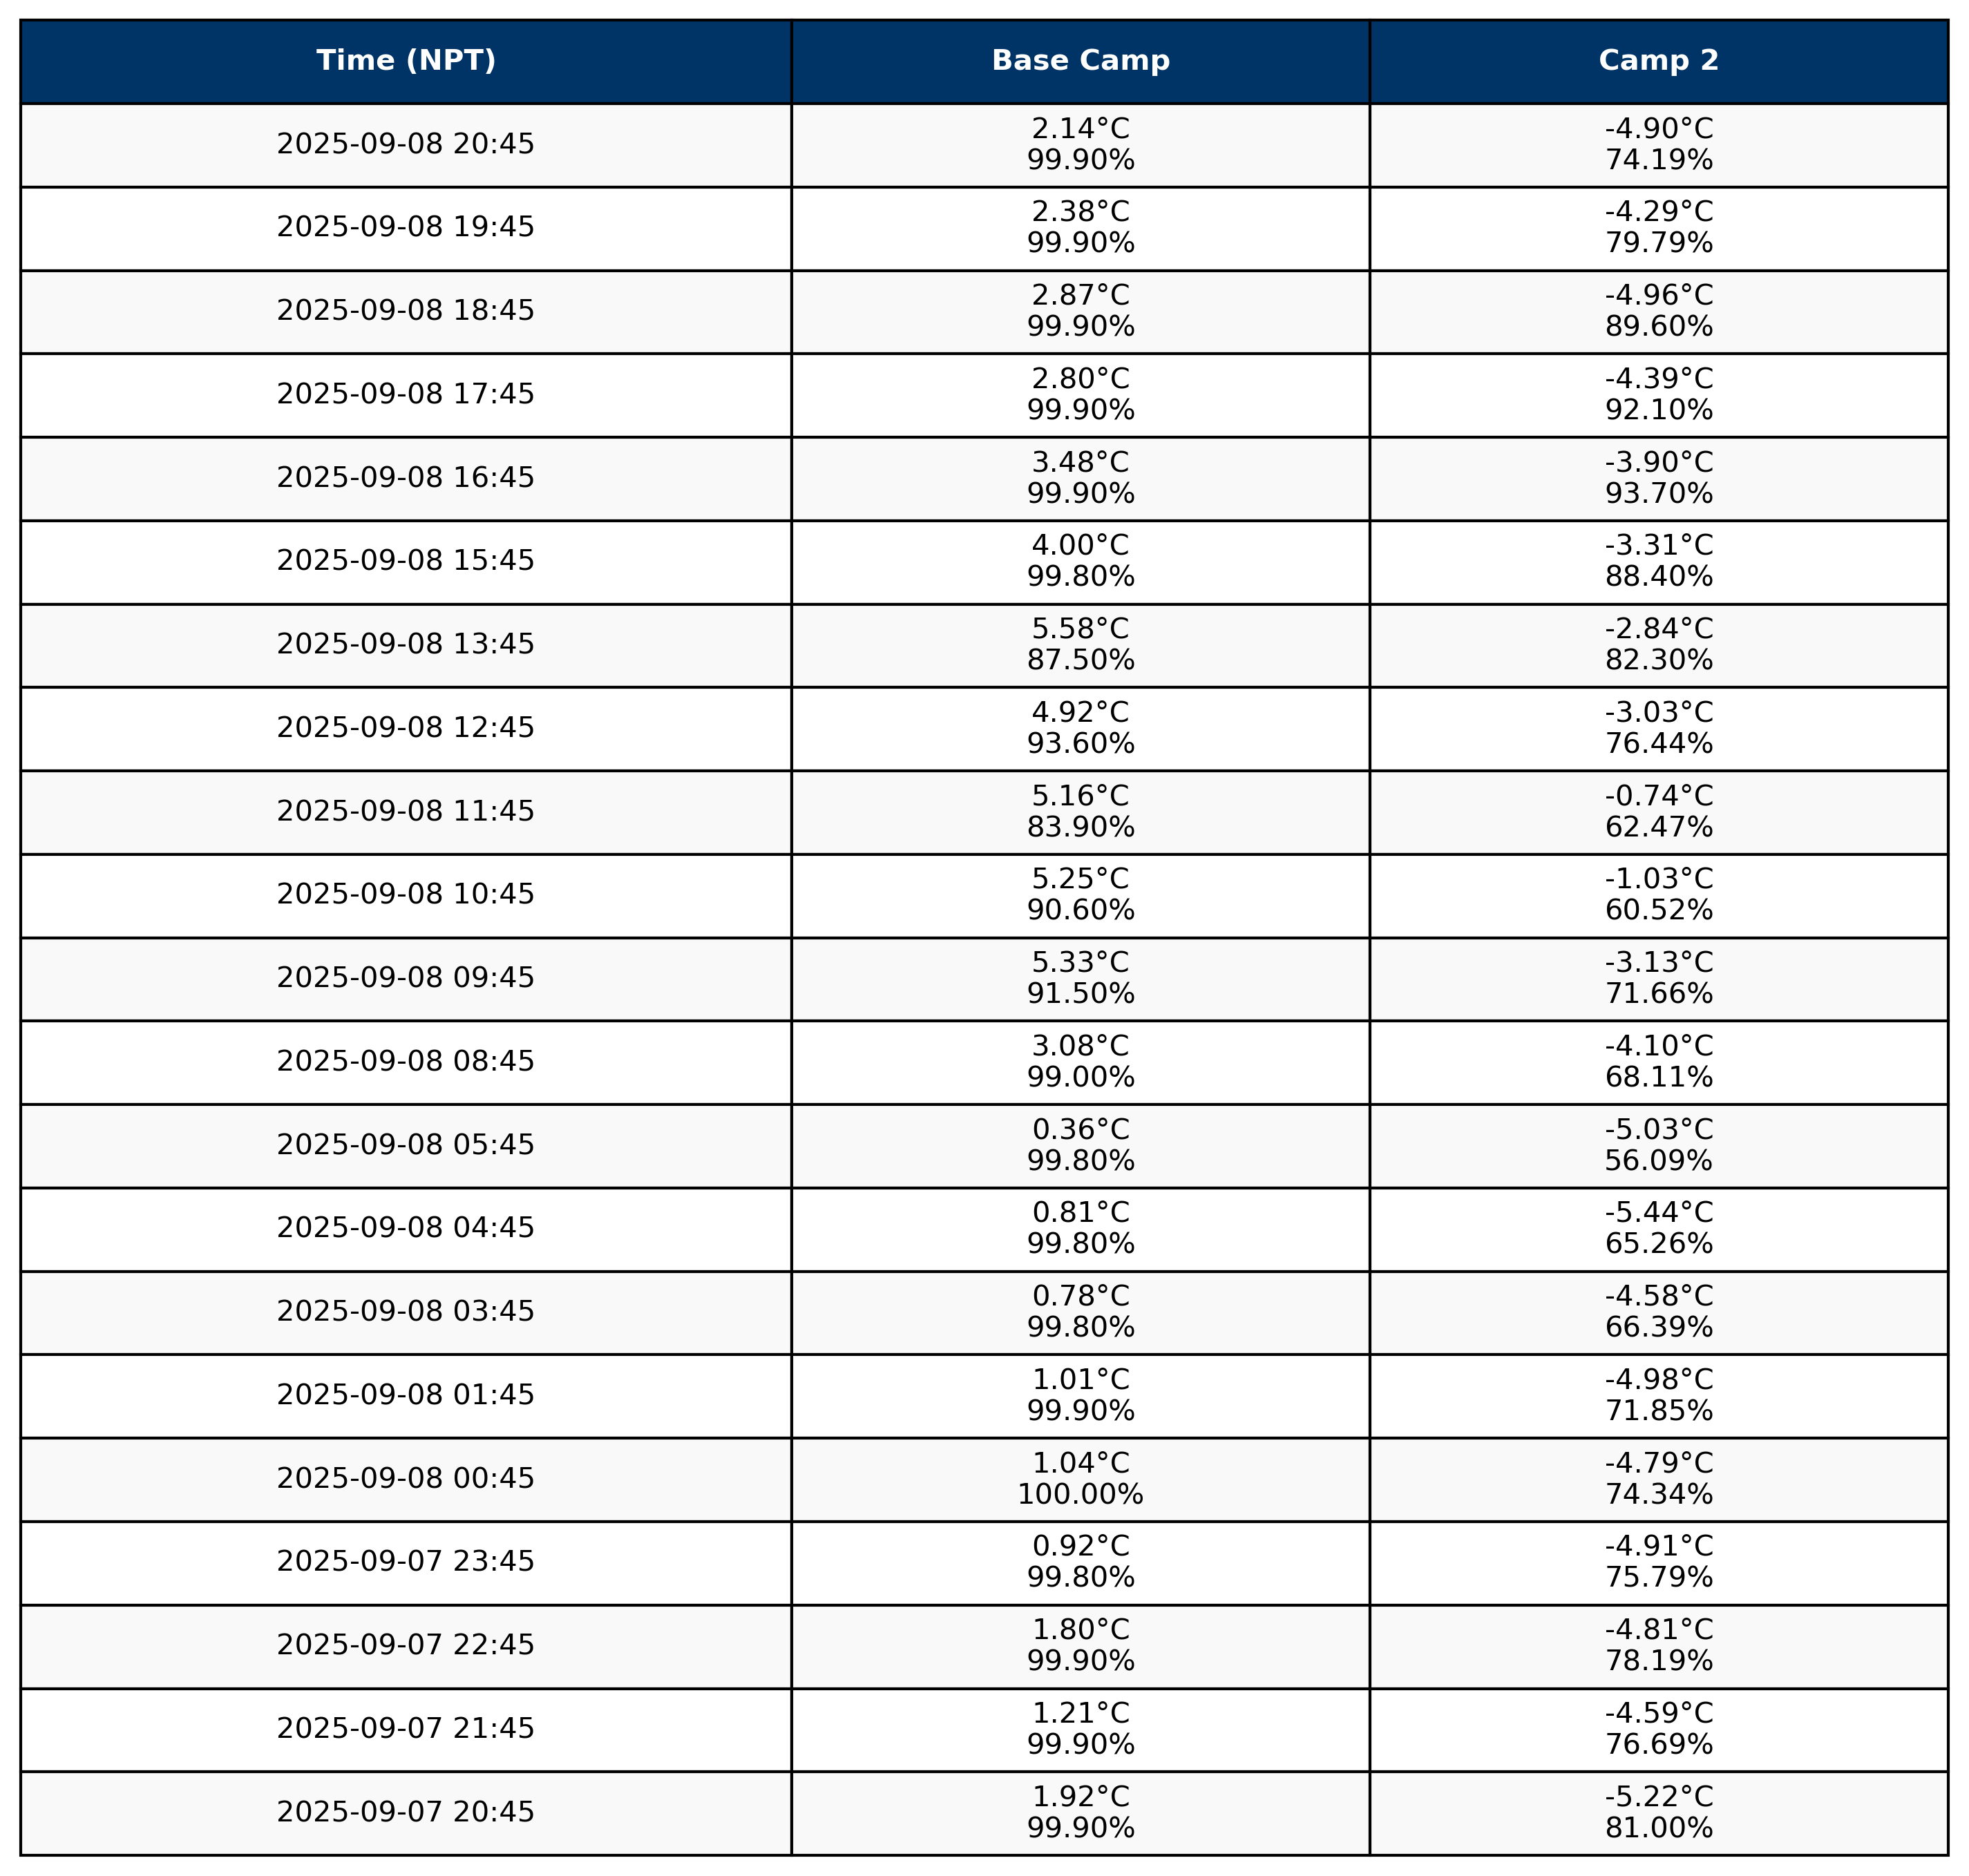 Time (NPT) Base Camp Camp 2
2025-09-08 20:45 2.14°C -4.90°C
99.90% 74.19%
2025-09-08 19:45 2.38°C -4.29°C
99.90% 79.79%
2025-09-08 18:45 2.87°C -4.96°C
99.90% 89.60%
2025-09-08 17:45 2.80°C -4.39°C
99.90% 92.10%
2025-09-08 16:45 3.48°C -3.90°C
99.90% 93.70%
2025-09-08 15:45 4.00°C -3.31°C
99.80% 88.40%
2025-09-08 13:45 5.58°C -2.84°C
87.50% 82.30%
2025-09-08 12:45 4.92°C -3.03°C
93.60% 76.44%
2025-09-08 11:45 5.16°C -0.74°C
83.90% 62.47%
2025-09-08 10:45 5.25°C -1.03°C
90.60% 60.52%
2025-09-08 09:45 5.33°C -3.13°C
91.50% 71.66%
2025-09-08 08:45 3.08°C -4.10°C
99.00% 68.11%
2025-09-08 05:45 0.36°C -5.03°C
99.80% 56.09%
2025-09-08 04:45 0.81°C -5.44°C
99.80% 65.26%
2025-09-08 03:45 0.78°C -4.58°C
99.80% 66.39%
2025-09-08 01:45 1.01°C -4.98°C
99.90% 71.85%
2025-09-08 00:45 1.04°C -4.79°C
100.00% 74.34%
2025-09-07 23:45 0.92°C -4.91°C
99.80% 75.79%
2025-09-07 22:45 1.80°C -4.81°C
99.90% 78.19%
2025-09-07 21:45 1.21°C -4.59°C
99.90% 76.69%
2025-09-07 20:45 1.92°C -5.22°C
99.90% 81.00%